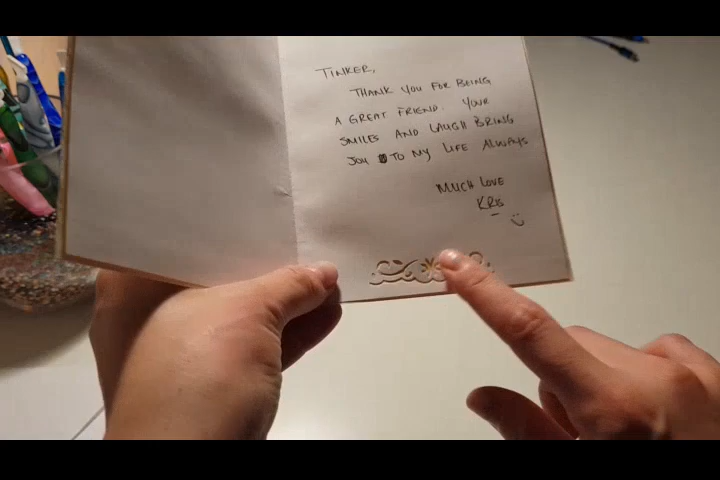 TINKER,
THANK YOU FOR BEING
A GREAT FRIEND. YOUR
SMILES AND LAUGH BRING
JOY TO MY LIFE ALWAYS
MUCH LOVE
KRIS